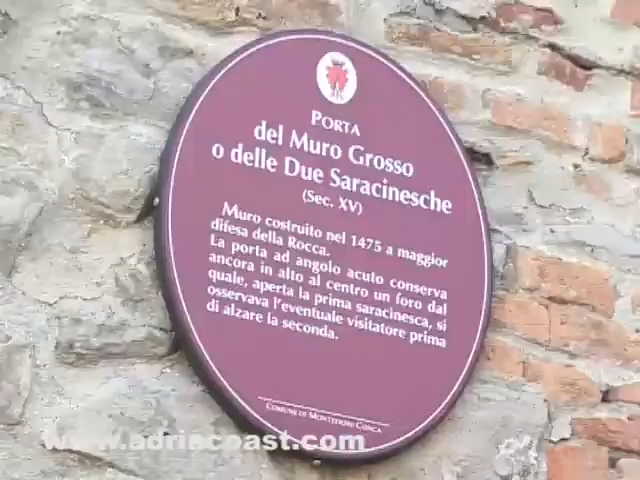 PORTA
del Muro Grosso
o delle Due Saracinesche
(Sec. XV)
Muro costruito nel 1475 a maggior
difesa della Rocca.
La porta ad angolo acuto conserva
ancora in alto al centro un foro dal
quale, aperta la prima saracinesca, si
osservava l'eventuale visitatore prima
di alzare la seconda.
COMUNE DI MONTEFIORE CONCA
www.adriacoast.com